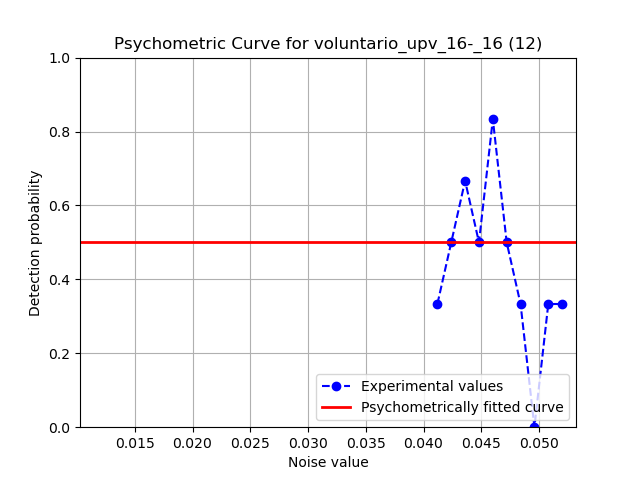 Psychometric Curve for voluntario_upv_16-_16 (12)
1.0
0.8
0.6
0.4
0.2
0.0
Detection probability
Experimental values
Psychometrically fitted curve
0.015 0.020 0.025 0.030 0.035 0.040 0.045 0.050
Noise value